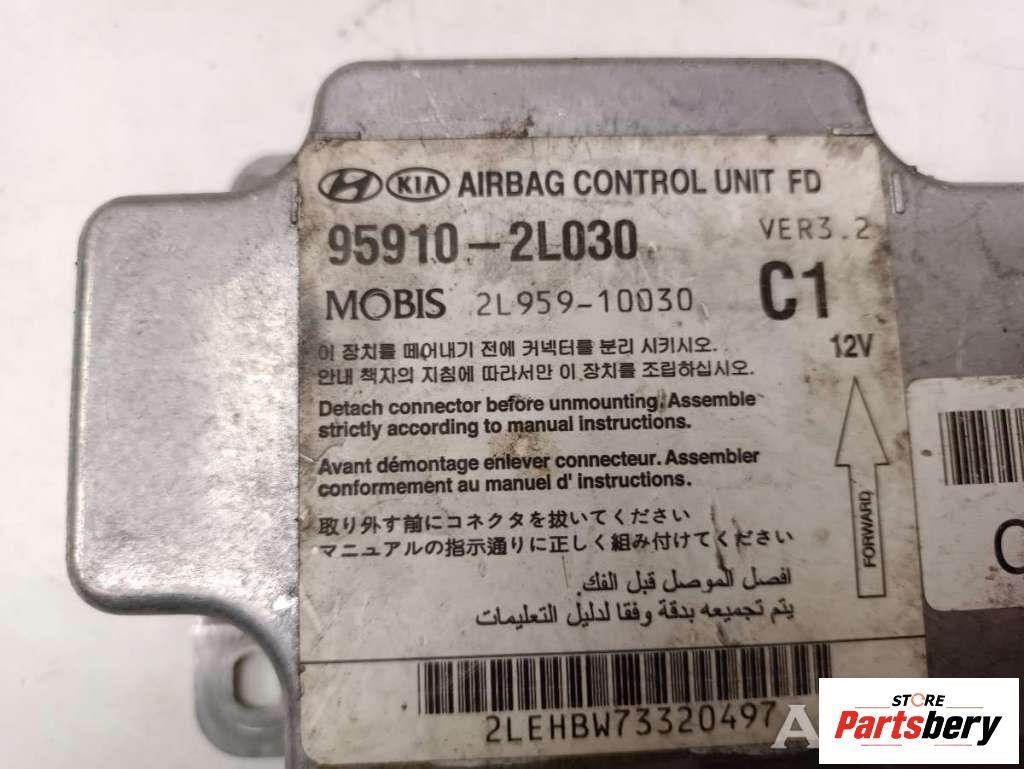 HYUNDAI KIA AIRBAG CONTROL UNIT FD
95910-2L030 VER3.2
MOBIS 2L959-10030 C1
12V
이 장치를 떼어내기 전에 커넥터를 분리 시키시오.
안내 책자의 지침에 따라서만 이 장치를 조립하십시오.
Detach connector before unmounting. Assemble
strictly according to manual instructions.
Avant démontage enlever connecteur. Assembler
conformement au manuel d' instructions.
取り外す前にコネクタを抜いてください
マニュアルの指示通りに正しく組み付けてください
افصل الموصل قبل الفك.
يتم تجميعه بدقة وفقا لدليل التعليمات
FORWARD
2LEHBW73320497
STORE
Partsbery